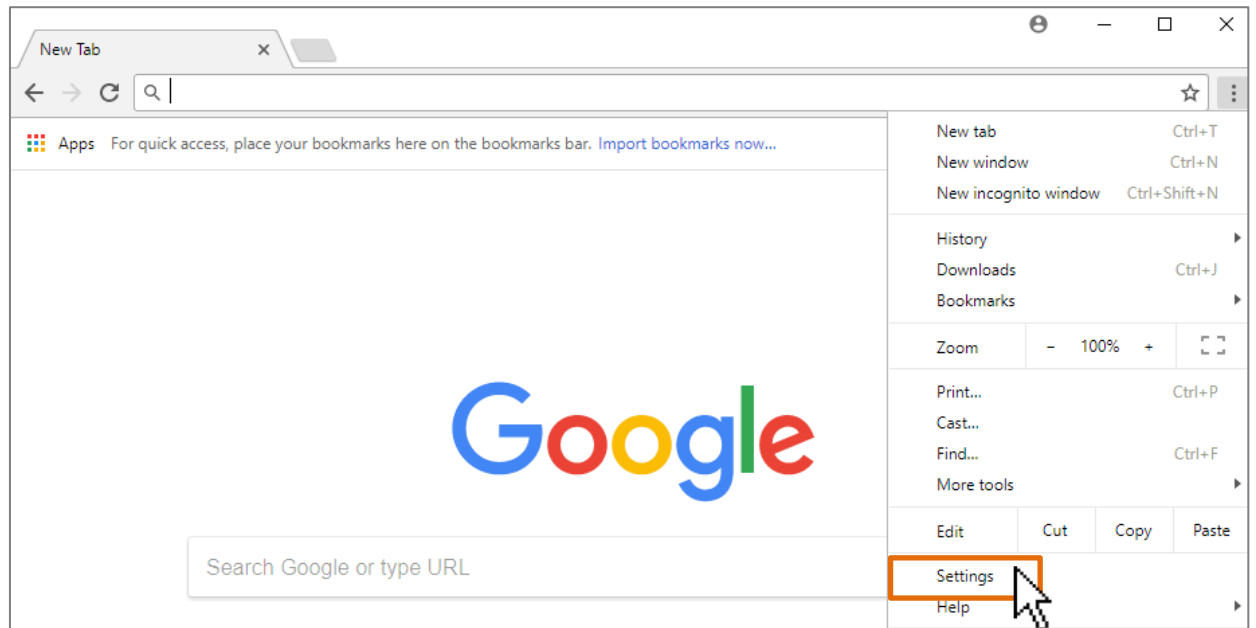 New Tab
Apps For quick access, place your bookmarks here on the bookmarks bar. Import bookmarks now...
New tab Ctrl+T
New window Ctrl+N
New incognito window Ctrl+Shift+N
History
Downloads Ctrl+J
Bookmarks
Zoom - 100% +
Print... Ctrl+P
Cast...
Find... Ctrl+F
More tools
Edit Cut Copy Paste
Settings
Help
Google
Search Google or type URL